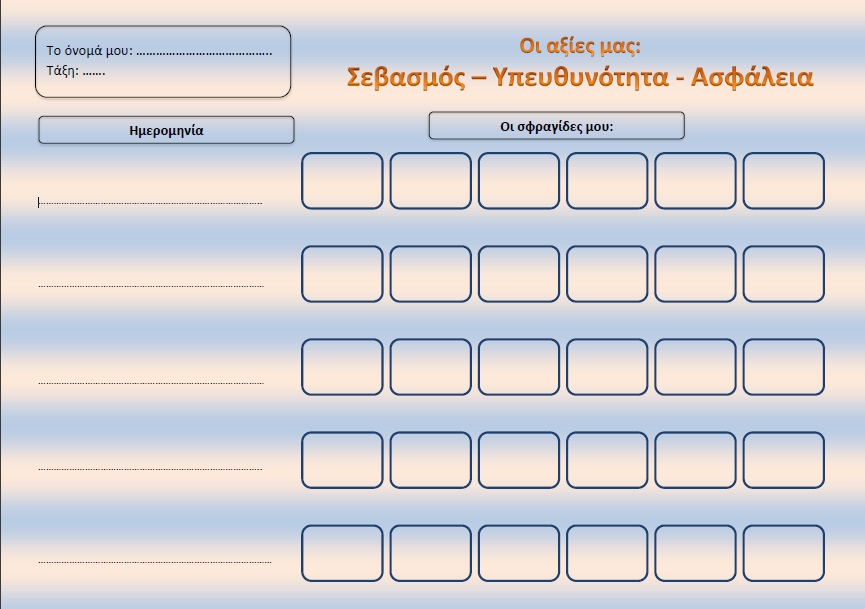 Το όνομά μου: ………………………………….
Τάξη: …….
Οι αξίες μας:
Σεβασμός – Υπευθυνότητα - Ασφάλεια
Ημερομηνία
Οι σφραγίδες μου: